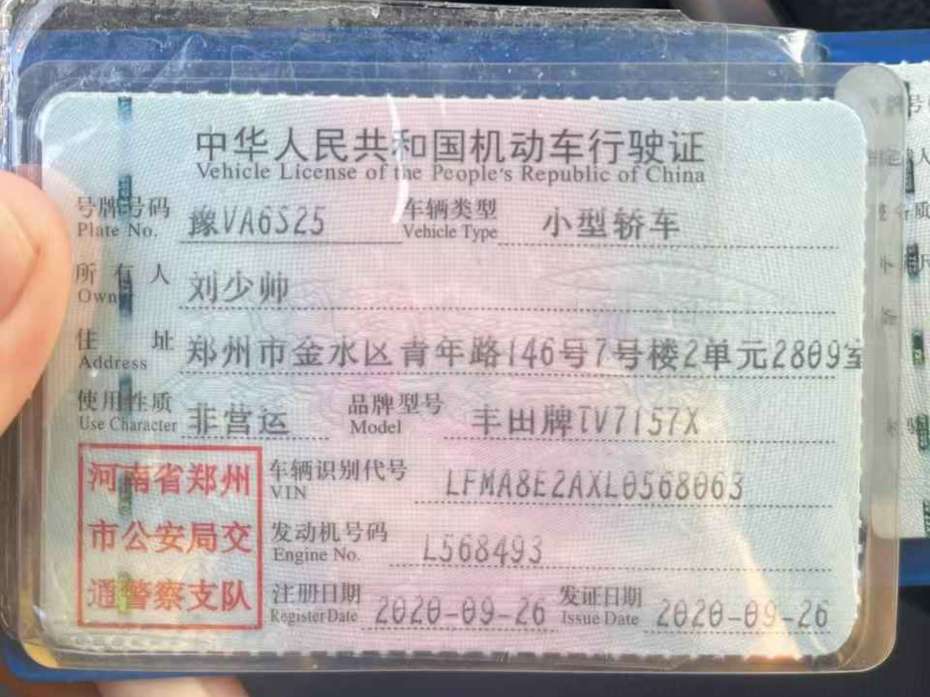 中华人民共和国机动车行驶证
Vehicle License of the People's Republic of China
号牌号码 豫VA6S25 车辆类型 小型轿车
Plate No. Vehicle Type
所有人 刘少帅
Owner
住址 郑州市金水区青年路146号7号楼2单元2809室
Address
使用性质 非营运 品牌型号 丰田牌TV7157X
Use Character Model
河南省郑州
市公安局交
通警察支队
车辆识别代号 LFMA8E2AXL0568063
VIN
发动机号码 L568493
Engine No.
注册日期 2020-09-26 发证日期 2020-09-26
Register Date Issue Date